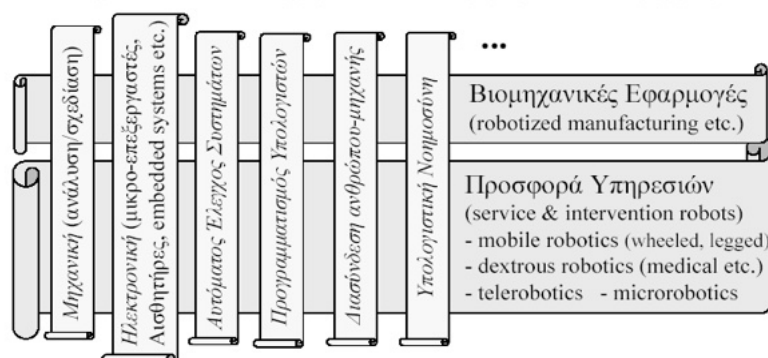 Μηχανική (ανάλυση/σχεδίαση)
Ηλεκτρονική (μικρο-επεξεργαστές,
Αισθητήρες, embedded systems etc.)
Αυτόματος Έλεγχος Συστημάτων
Προγραμματισμός Υπολογιστών
Διασύνδεση ανθρώπου-μηχανής
Υπολογιστική Νοημοσύνη
...
Βιομηχανικές Εφαρμογές
(robotized manufacturing etc.)
Προσφορά Υπηρεσιών
(service & intervention robots)
- mobile robotics (wheeled, legged)
- dextrous robotics (medical etc.)
- telerobotics - microrobotics